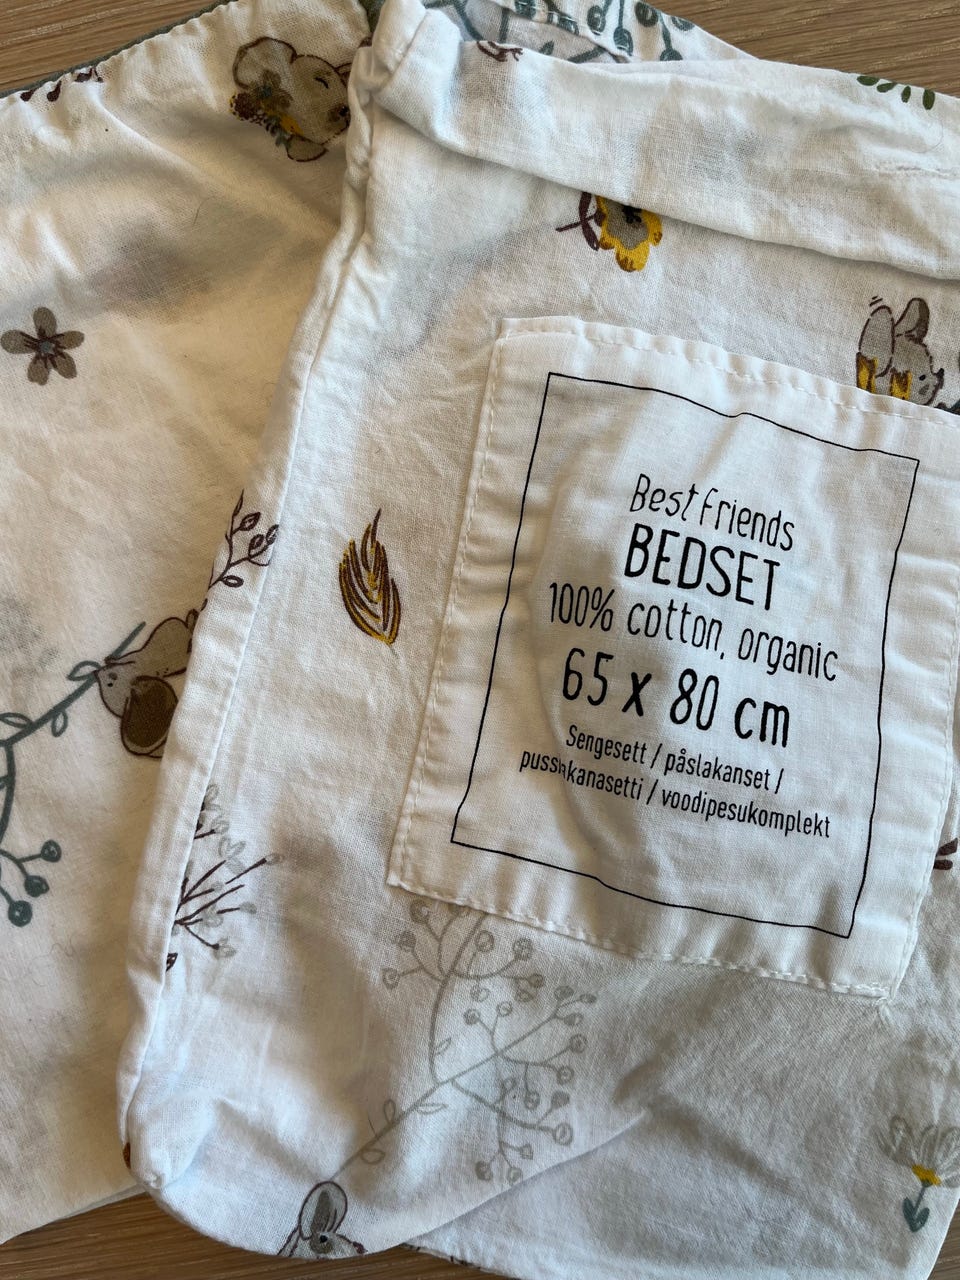 Best Friends
BEDSET
100% cotton, organic
65 x 80 cm
Sengesett / påslakanset /
pussilakanasetti / voodipesukomplekt